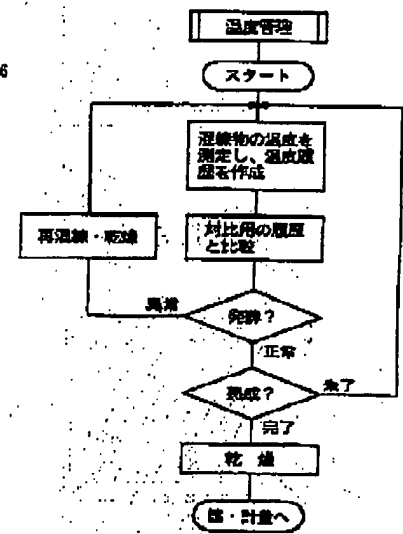 6
温度管理
スタート
混練物の温度を
測定し、温度履
歴を作成
再混練・乾燥
対比用の履歴
と比較
異常
発酵?
正常
熟成?
未了
完了
乾 燥
・計量へ